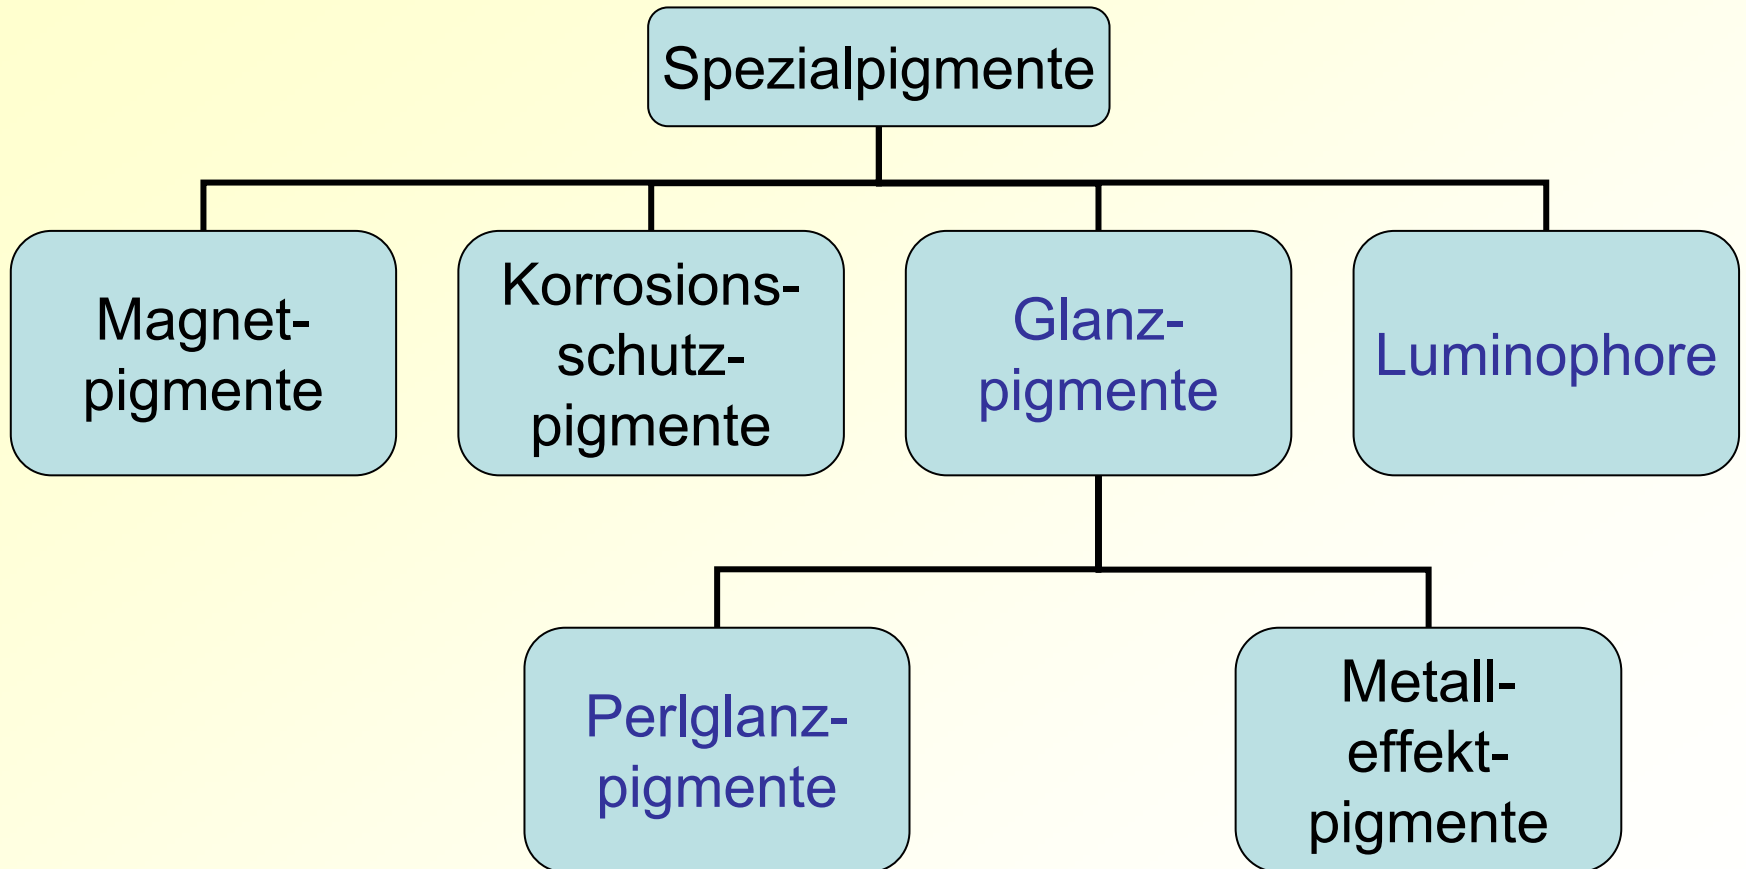 Spezialpigmente
Magnet-
pigmente
Korrosions-
schutz-
pigmente
Glanz-
pigmente
Luminophore
Perlglanz-
pigmente
Metall-
effekt-
pigmente